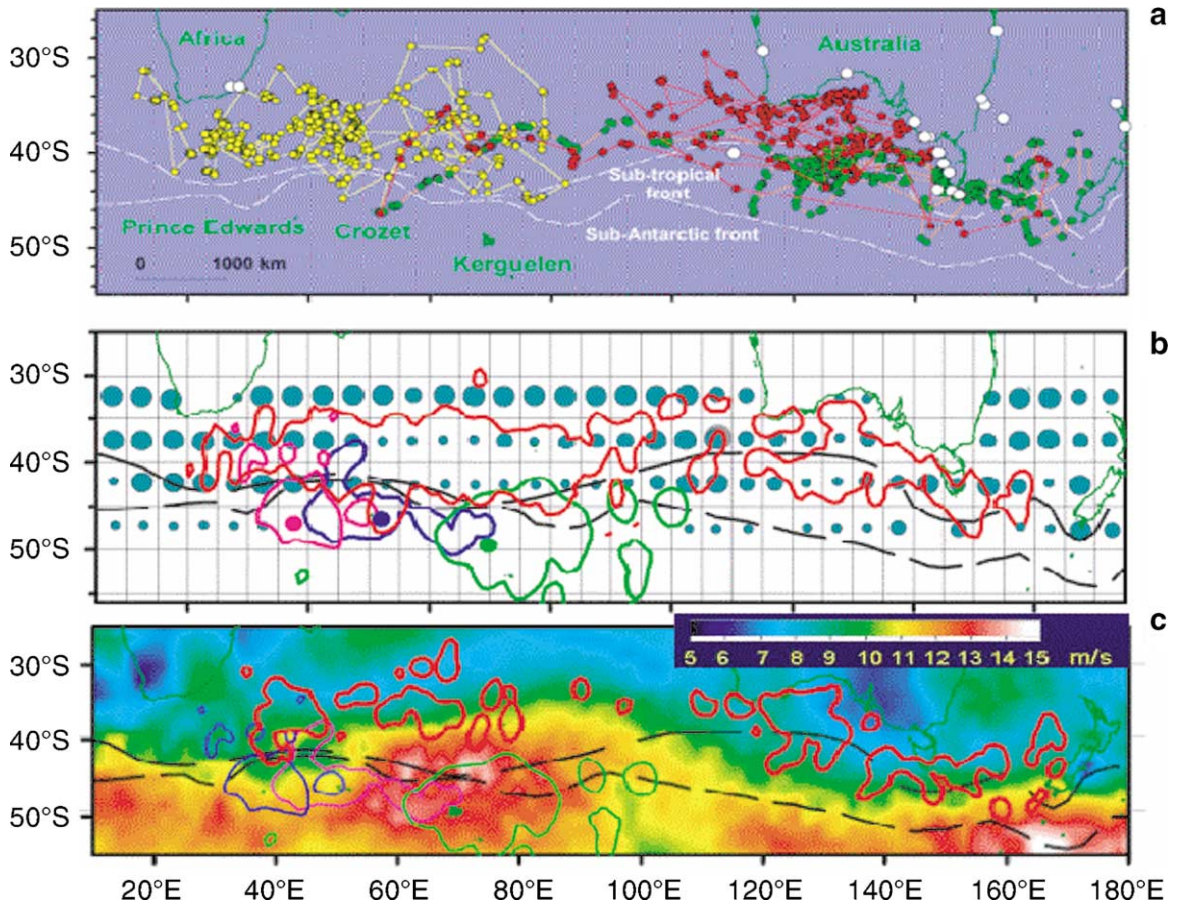 a
30°S
40°S
50°S
Africa
Australia
Sub-tropical
front
Prince Edwards
Crozet
Sub-Antarctic front
Kerguelen
0 1000 km
b
30°S
40°S
50°S
c
5 6 7 8 9 10 11 12 13 14 15 m/s
30°S
40°S
50°S
20°E 40°E 60°E 80°E 100°E 120°E 140°E 160°E 180°E